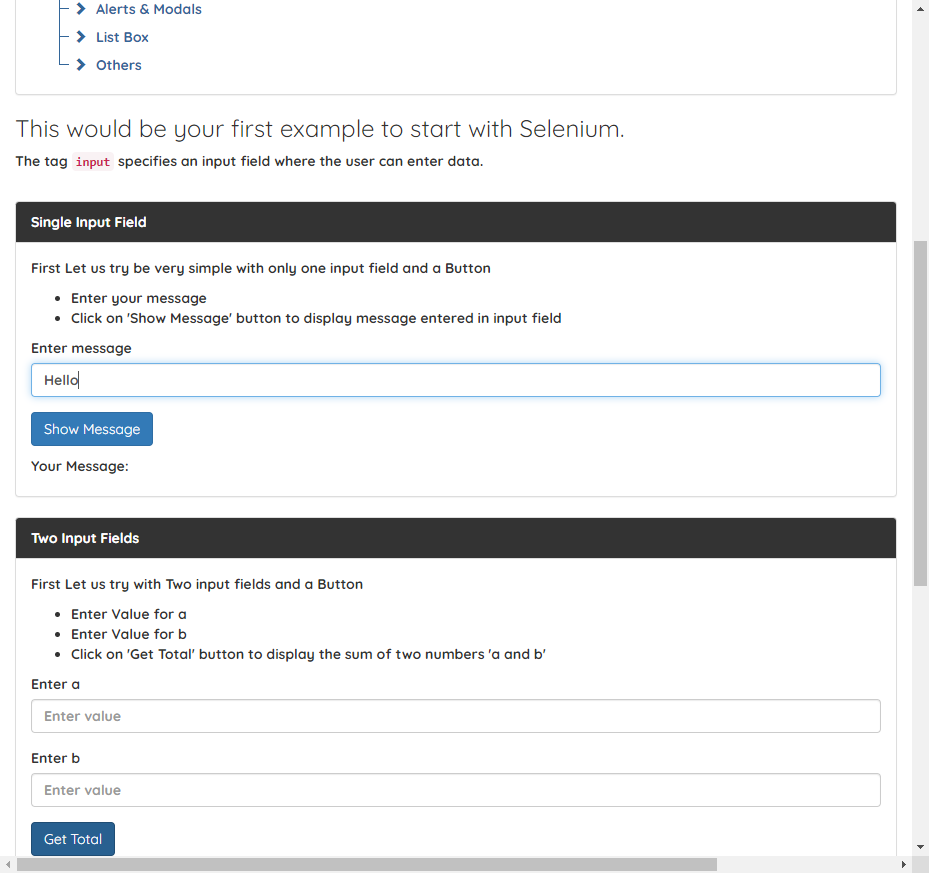 Alerts & Modals
List Box
Others
This would be your first example to start with Selenium.
The tag input specifies an input field where the user can enter data.
Single Input Field
First Let us try be very simple with only one input field and a Button
Enter your message
Click on 'Show Message' button to display message entered in input field
Enter message
Hello
Show Message
Your Message:
Two Input Fields
First Let us try with Two input fields and a Button
Enter Value for a
Enter Value for b
Click on 'Get Total' button to display the sum of two numbers 'a and b'
Enter a
Enter value
Enter b
Enter value
Get Total